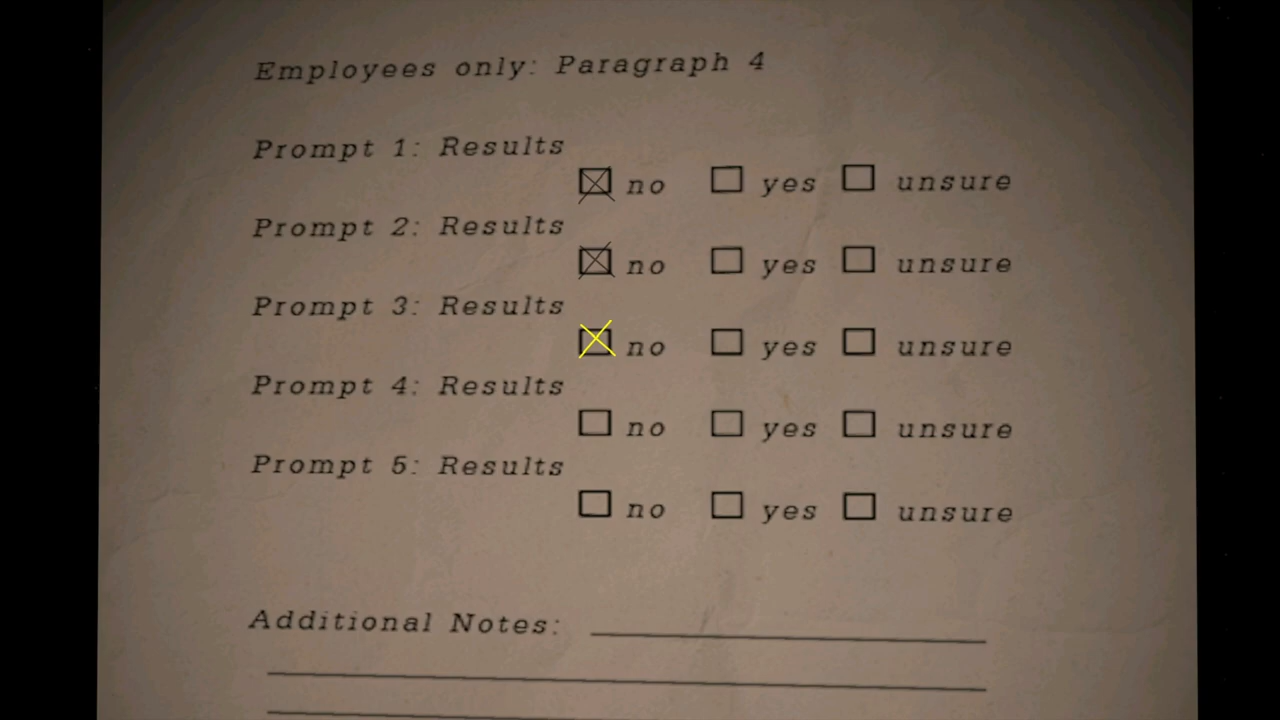 Employees only: Paragraph 4
Prompt 1: Results
no yes unsure
Prompt 2: Results
no yes unsure
Prompt 3: Results
no yes unsure
Prompt 4: Results
no yes unsure
Prompt 5: Results
no yes unsure
Additional Notes: